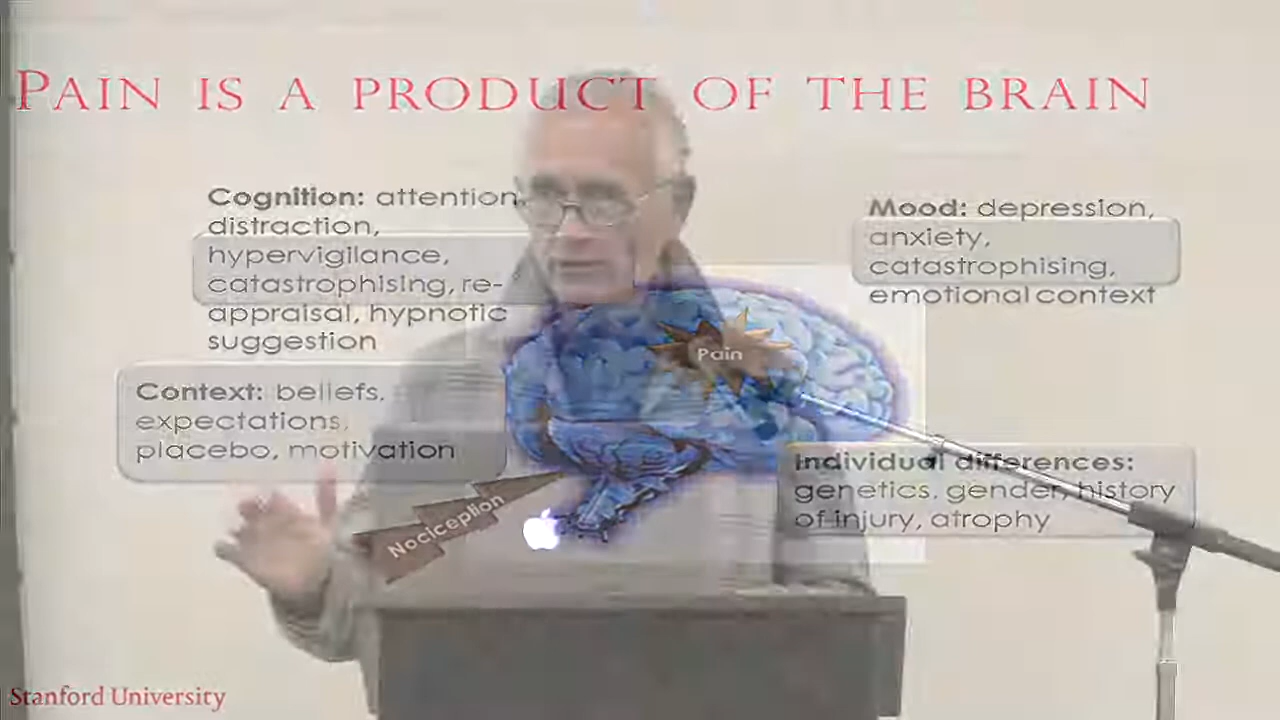 PAIN IS A PRODUCT OF THE BRAIN
Cognition: attention,
distraction,
hypervigilance,
catastrophising, re-
appraisal, hypnotic
suggestion
Mood: depression,
anxiety,
catastrophising,
emotional context
Pain
Context: beliefs,
expectations,
placebo, motivation
Individual differences:
genetics, gender, history
of injury, atrophy
Nociception
Stanford University